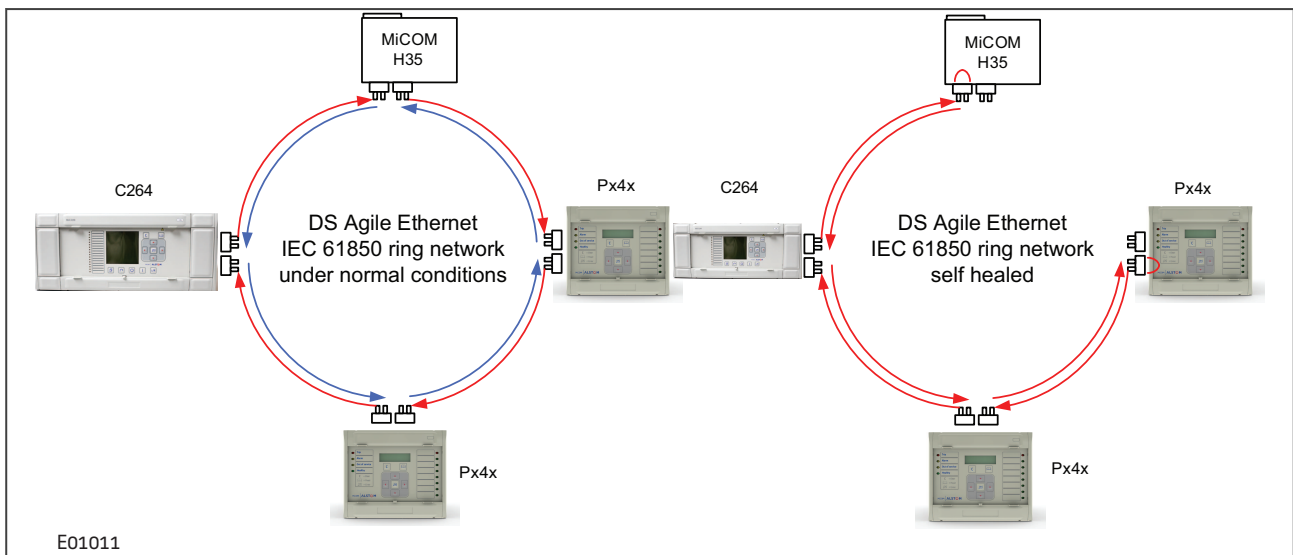 MiCOM
H35
C264
Px4x
DS Agile Ethernet
IEC 61850 ring network
under normal conditions
Px4x
MiCOM
H35
C264
Px4x
DS Agile Ethernet
IEC 61850 ring network
self healed
Px4x
E01011